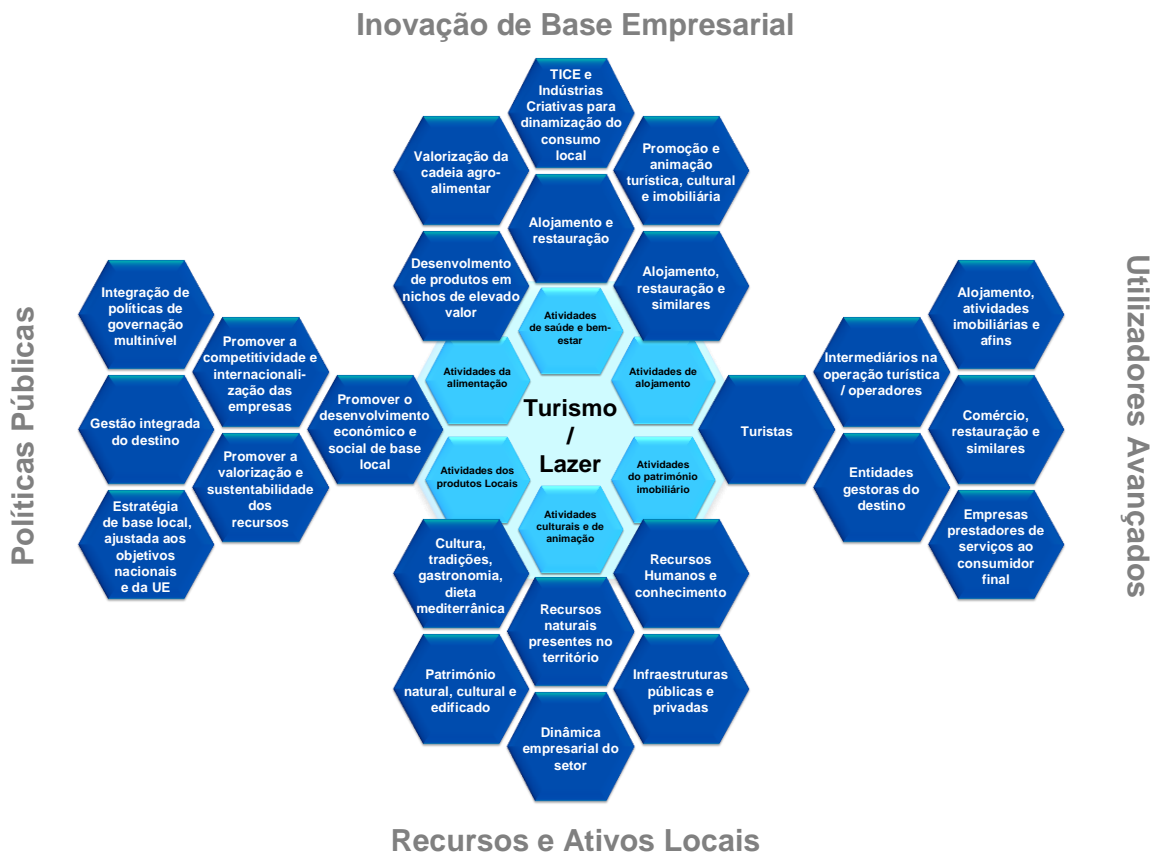 Inovação de Base Empresarial
TICE e
Indústrias
Criativas para
dinamização do
consumo
local
Valorização da
cadeia agro-
alimentar
Promoção e
animação
turística, cultural
e imobiliária
Alojamento e
restauração
Desenvolmento
de produtos em
nichos de elevado
valor
Alojamento,
restauração e
similares
Políticas Públicas
Integração de
políticas de
governação
multinível
Promover a
competitividade e
internacionali-
zação das
empresas
Gestão integrada
do destino
Promover o
desenvolvimento
económico e
social de base
local
Promover a
valorização e
sustentabilidade
dos
recursos
Estratégia
de base local,
ajustada aos
objetivos
nacionais
e da UE
Atividades
de saúde e bem-
estar
Atividades da
alimentação
Atividades de
alojamento
Turismo
/
Lazer
Atividades dos
produtos Locais
Atividades
do património
imobiliário
Atividades
culturais e de
animação
Turistas
Intermediários na
operação turística
/ operadores
Alojamento,
atividades
imobiliárias e
afins
Comércio,
restauração e
similares
Entidades
gestoras do
destino
Empresas
prestadores de
serviços ao
consumidor
final
Utilizadores Avançados
Cultura,
tradições,
gastronomia,
dieta
mediterrânica
Recursos
Humanos e
conhecimento
Recursos
naturais
presentes no
território
Património
natural, cultural e
edificado
Infraestruturas
públicas e
privadas
Dinâmica
empresarial do
setor
Recursos e Ativos Locais